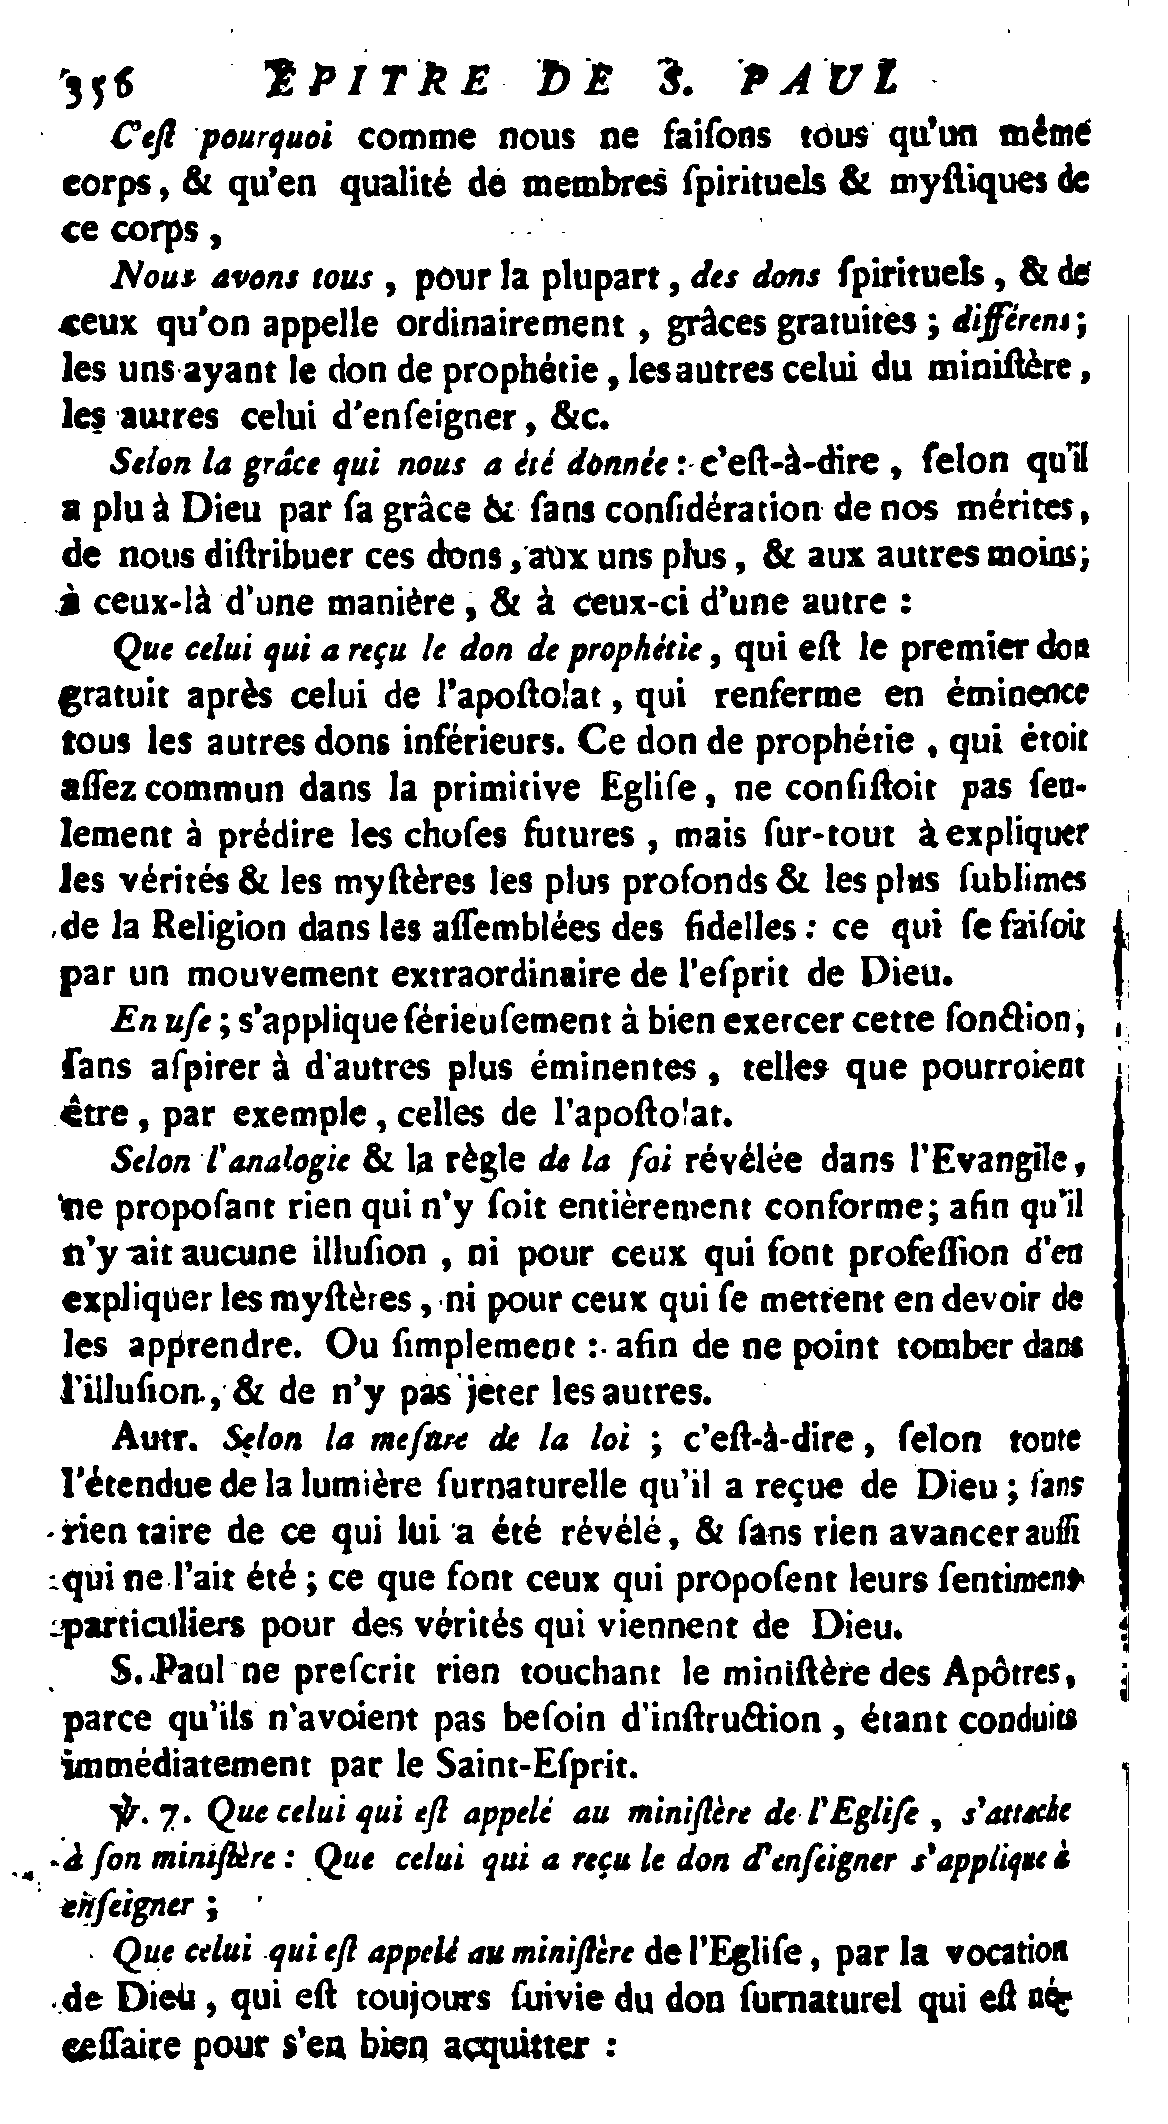 356 EPITRE DE S. PAUL
C'eſt pourquoi comme nous ne faiſons tous qu'un même
corps, & qu'en qualité de membres ſpirituels & myſtiques de
ce corps,
Nous avons tous, pour la plupart, des dons ſpirituels, & de
ceux qu'on appelle ordinairement, grâces gratuites; différens;
les uns ayant le don de prophétie, les autres celui du miniſtère,
les autres celui d'enſeigner, &c.
Selon la grâce qui nous a été donnée: c'eſt-à-dire, ſelon qu'il
a plu à Dieu par ſa grâce & ſans conſidération de nos mérites,
de nous diſtribuer ces dons, aux uns plus, & aux autres moins;
à ceux-là d'une manière, & à ceux-ci d'une autre :
Que celui qui a reçu le don de prophétie, qui eſt le premier don
gratuit après celui de l'apoſtolat, qui renferme en éminence
tous les autres dons inférieurs. Ce don de prophétie, qui étoit
aſſez commun dans la primitive Egliſe, ne conſiſtoit pas ſeu-
lement à prédire les choſes futures, mais ſur-tout à expliquer
les vérités & les myſtères les plus profonds & les plus ſublimes
de la Religion dans les aſſemblées des fidelles : ce qui ſe faiſoit
par un mouvement extraordinaire de l'eſprit de Dieu.
En uſe; s'applique ſérieuſement à bien exercer cette fonction,
ſans aſpirer à d'autres plus éminentes, telles que pourroient
être, par exemple, celles de l'apoſtolat.
Selon l'analogie & la règle de la foi révélée dans l'Evangile,
ne propoſant rien qui n'y ſoit entièrement conforme; afin qu'il
n'y ait aucune illuſion, ni pour ceux qui font profeſſion d'en
expliquer les myſtères, ni pour ceux qui ſe mettent en devoir de
les apprendre. Ou ſimplement : afin de ne point tomber dans
l'illuſion, & de n'y pas jeter les autres.
Autr. Selon la meſure de la loi ; c'eſt-à-dire, ſelon toute
l'étendue de la lumière ſurnaturelle qu'il a reçue de Dieu; ſans
rien taire de ce qui lui a été révélé, & ſans rien avancer auſſi
qui ne l'ait été; ce que font ceux qui propoſent leurs ſentimens
particuliers pour des vérités qui viennent de Dieu.
S. Paul ne preſcrit rien touchant le miniſtère des Apôtres,
parce qu'ils n'avoient pas beſoin d'inſtruction, étant conduits
immédiatement par le Saint-Eſprit.
℣. 7. Que celui qui eſt appelé au miniſtère de l'Egliſe, s'attache
à ſon miniſtère : Que celui qui a reçu le don d'enſeigner s'applique à
enſeigner ;
Que celui qui eſt appelé au miniſtère de l'Egliſe, par la vocation
de Dieu, qui eſt toujours ſuivie du don ſurnaturel qui eſt né-
ceſſaire pour s'en bien acquitter :